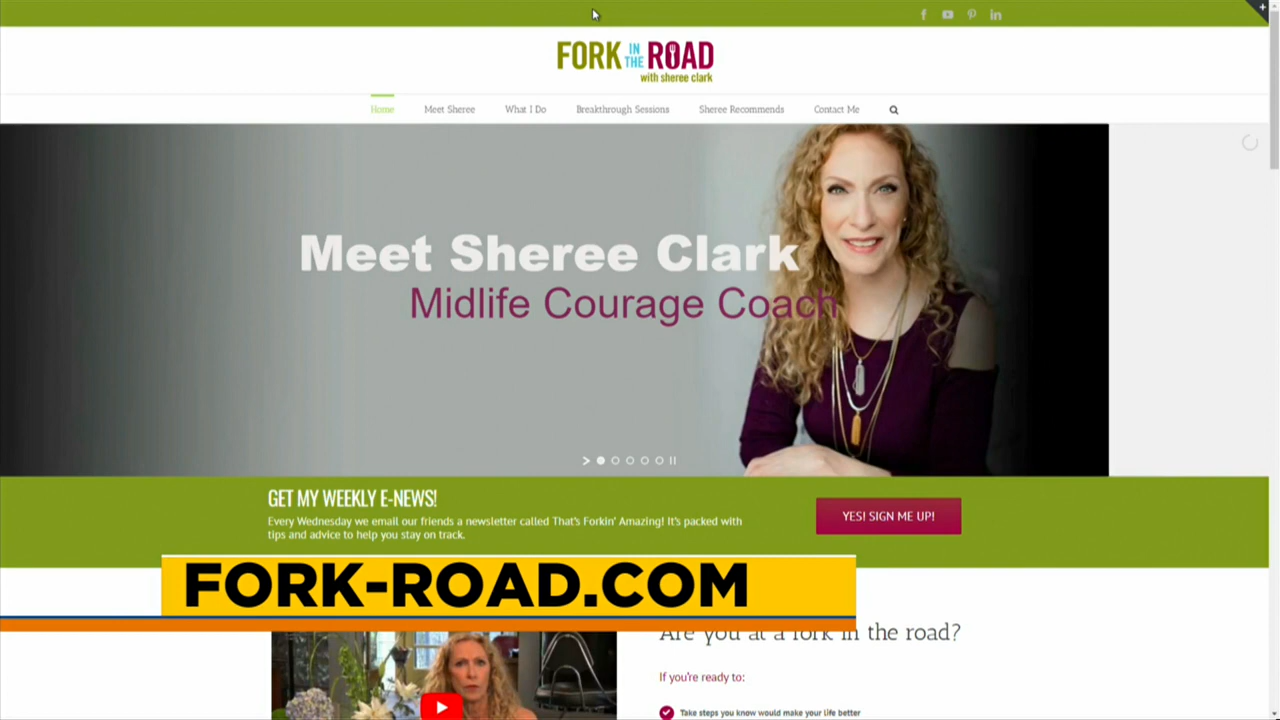 FORK IN THE ROAD
with sheree clark
Home Meet Sheree What I Do Breakthrough Sessions Sheree Recommends Contact Me
Meet Sheree Clark
Midlife Courage Coach
GET MY WEEKLY E-NEWS!
Every Wednesday we email our friends a newsletter called That's Forkin' Amazing! It's packed with
tips and advice to help you stay on track.
YES! SIGN ME UP!
FORK-ROAD.COM
Are you at a fork in the road?
If you're ready to:
Take steps you know would make your life better